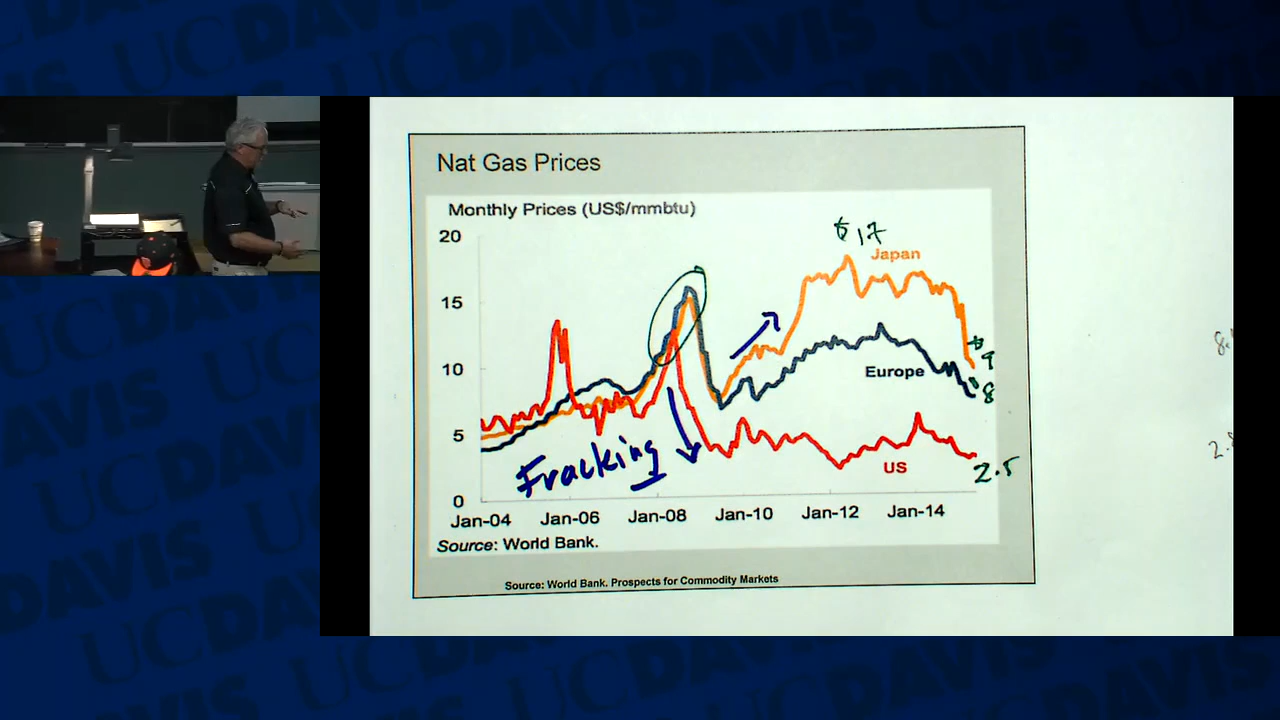 UCDAVIS
Nat Gas Prices
Monthly Prices (US$/mmbtu)
20
15
10
5
0
$ 17
Japan
$
9
Europe
8
US
2.5
Fracking
Jan-04 Jan-06 Jan-08 Jan-10 Jan-12 Jan-14
Source: World Bank.
Source: World Bank. Prospects for Commodity Markets